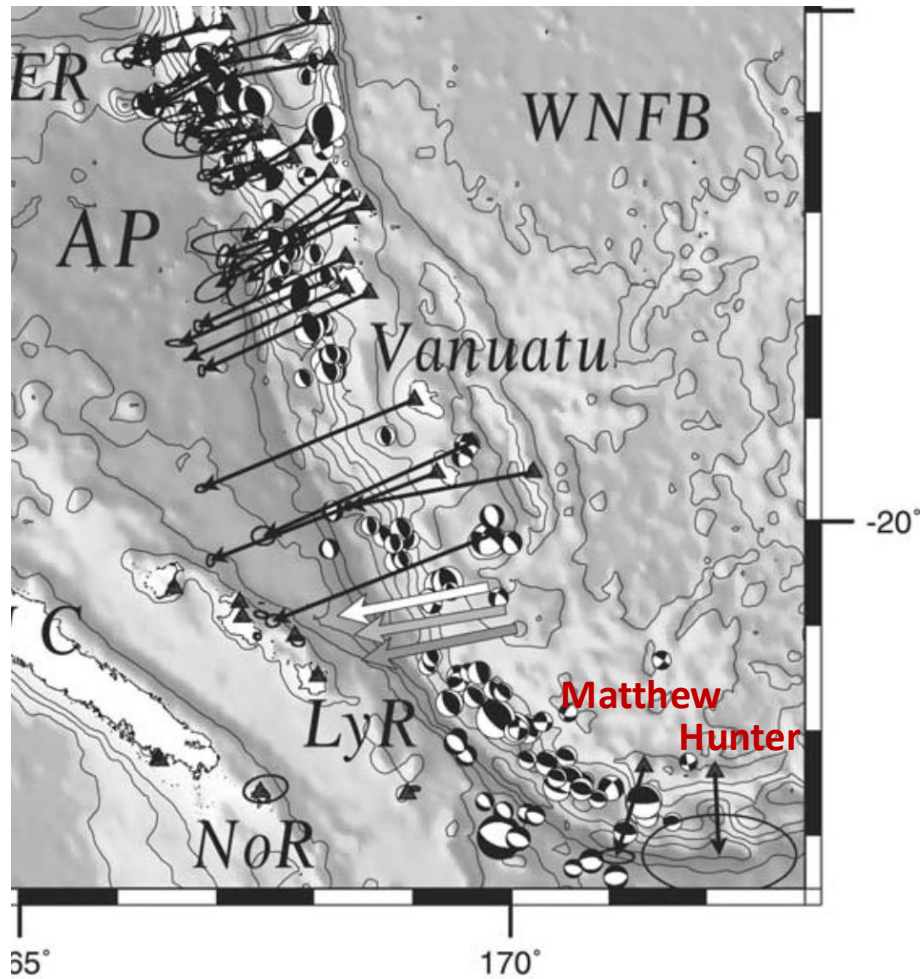 ER
WNFB
AP
Vanuatu
-20°
C
Matthew
Hunter
LyR
NoR
65°
170°